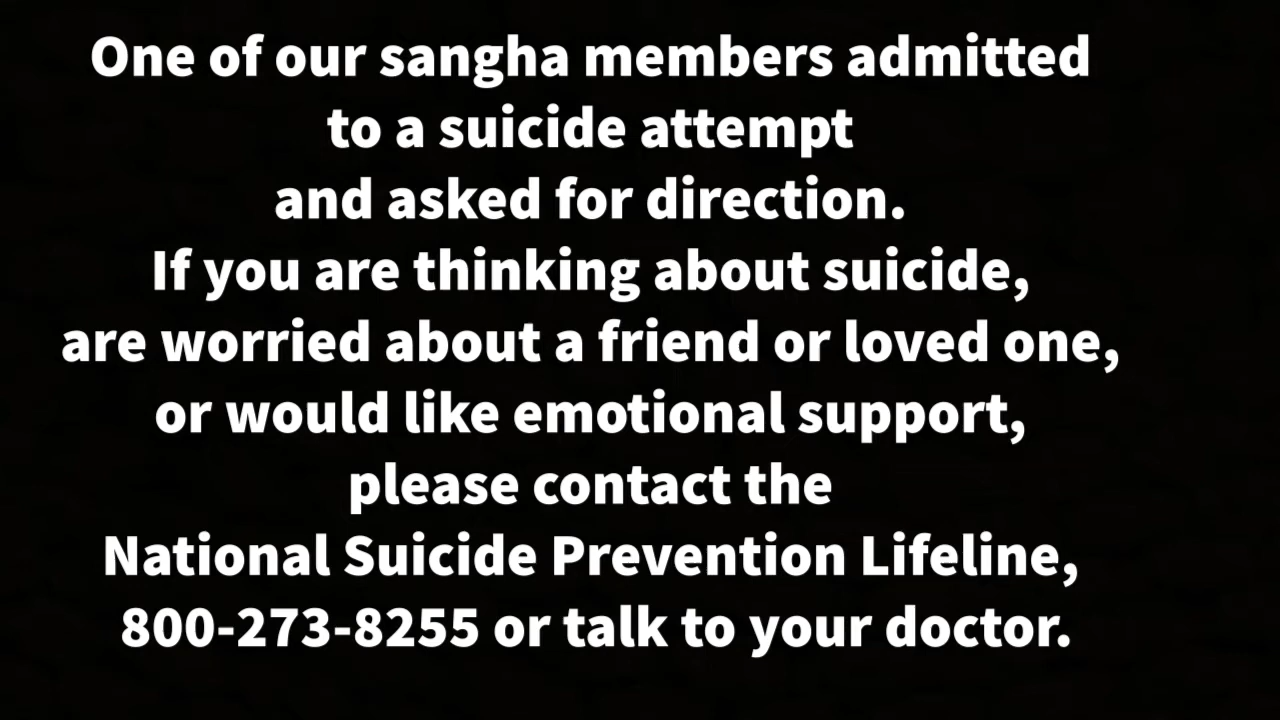 One of our sangha members admitted
to a suicide attempt
and asked for direction.
If you are thinking about suicide,
are worried about a friend or loved one,
or would like emotional support,
please contact the
National Suicide Prevention Lifeline,
800-273-8255 or talk to your doctor.